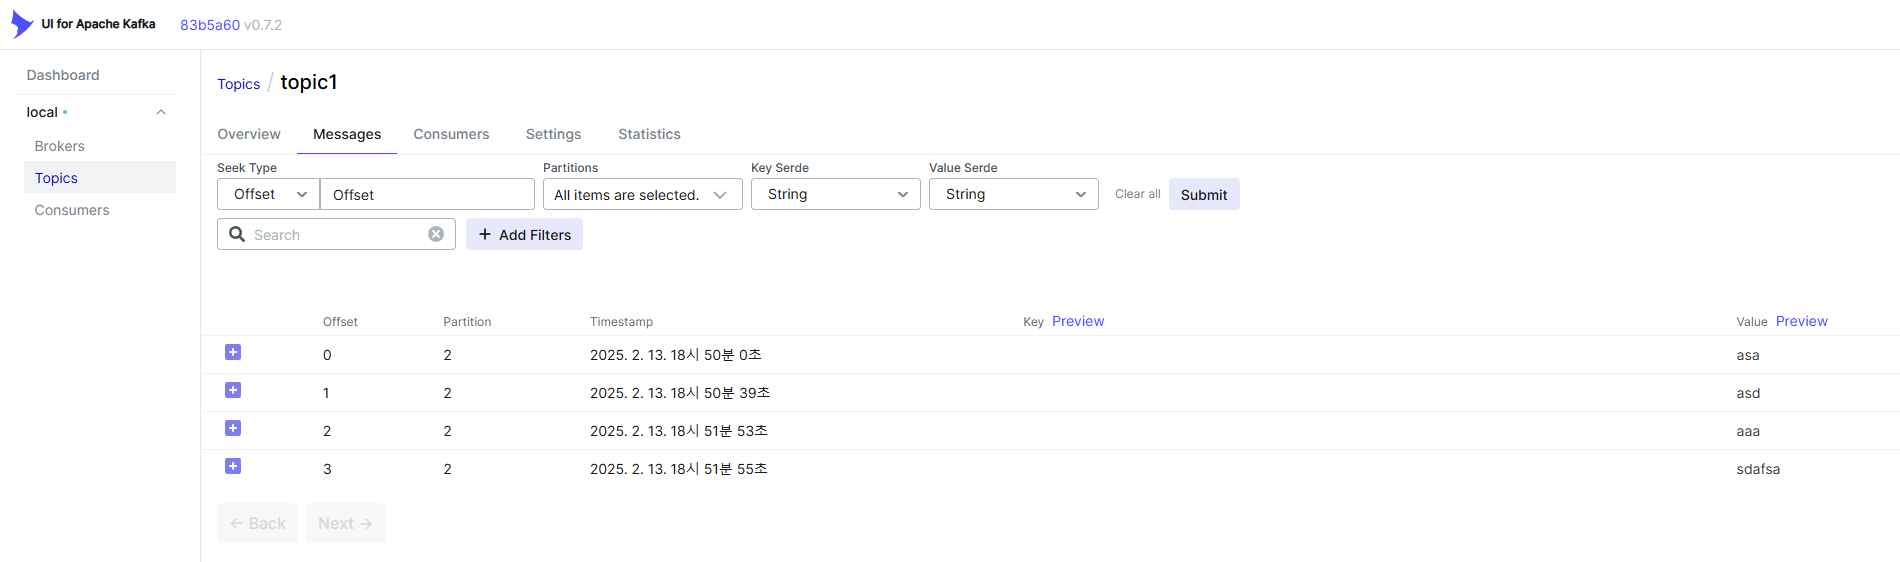 UI for Apache Kafka 83b5a60 v0.7.2
Dashboard
local
Brokers
Topics
Consumers
Topics / topic1
Overview Messages Consumers Settings Statistics
Seek Type Partitions Key Serde Value Serde
Offset Offset All items are selected. String String Clear all Submit
Search + Add Filters
Offset Partition Timestamp Key Preview Value Preview
0 2 2025. 2. 13. 18시 50분 0초 asa
1 2 2025. 2. 13. 18시 50분 39초 asd
2 2 2025. 2. 13. 18시 51분 53초 aaa
3 2 2025. 2. 13. 18시 51분 55초 sdafsa
← Back Next →